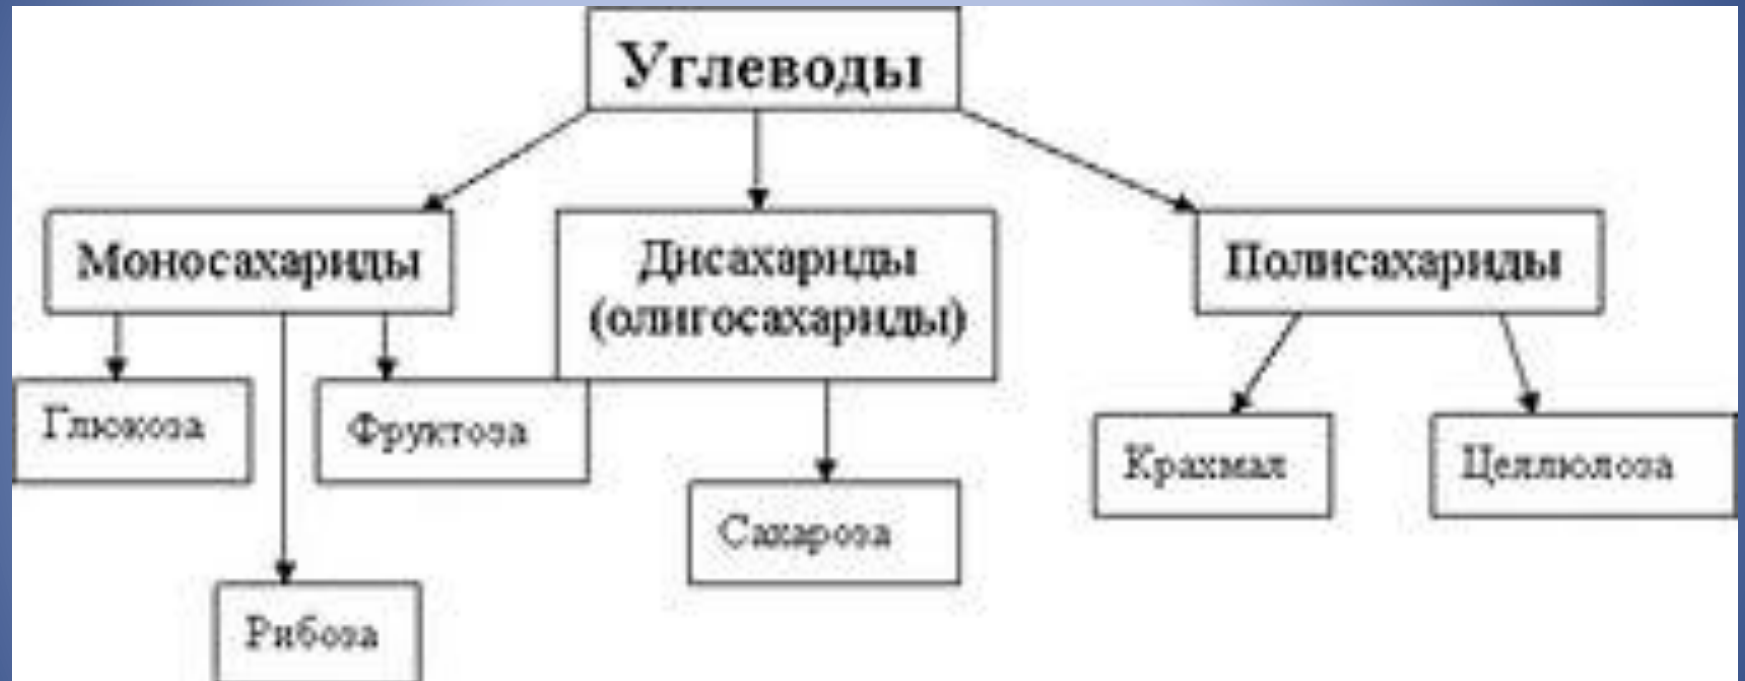 Углеводы
Моносахариды
Дисахариды
(олигосахариды)
Полисахариды
Глюкоза
Фруктоза
Крахмал
Целлюлоза
Сахароза
Рибоза